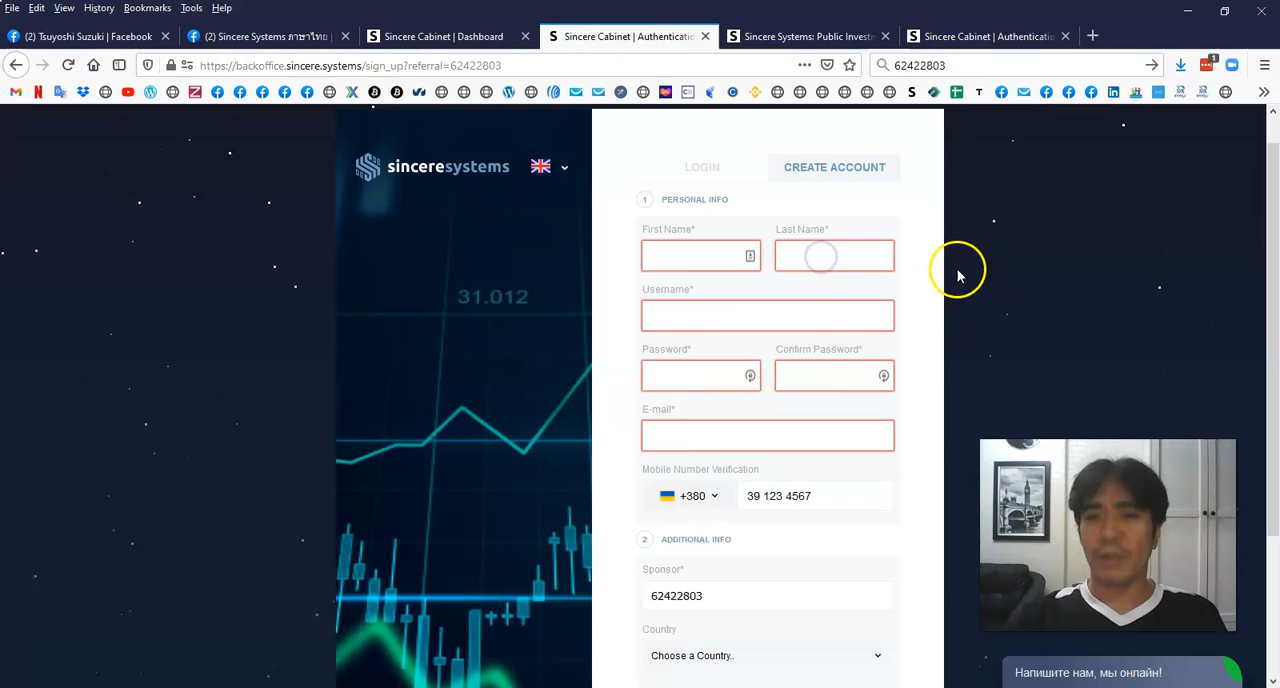 File Edit View History Bookmarks Tools Help
(2) Tsuyoshi Suzuki | Facebook
(2) Sincere Systems ภาษาไทย |
Sincere Cabinet | Dashboard
Sincere Cabinet | Authenticatio
Sincere Systems: Public Investm
Sincere Cabinet | Authenticatio
https://backoffice.sincere.systems/sign_up?referral=62422803
62422803
1
sinceresystems
LOGIN
CREATE ACCOUNT
1 PERSONAL INFO
First Name*
Last Name*
31.012
Username*
Password*
Confirm Password*
E-mail*
Mobile Number Verification
+380
39 123 4567
2 ADDITIONAL INFO
Sponsor*
62422803
Country
Choose a Country..
Напишите нам, мы онлайн!